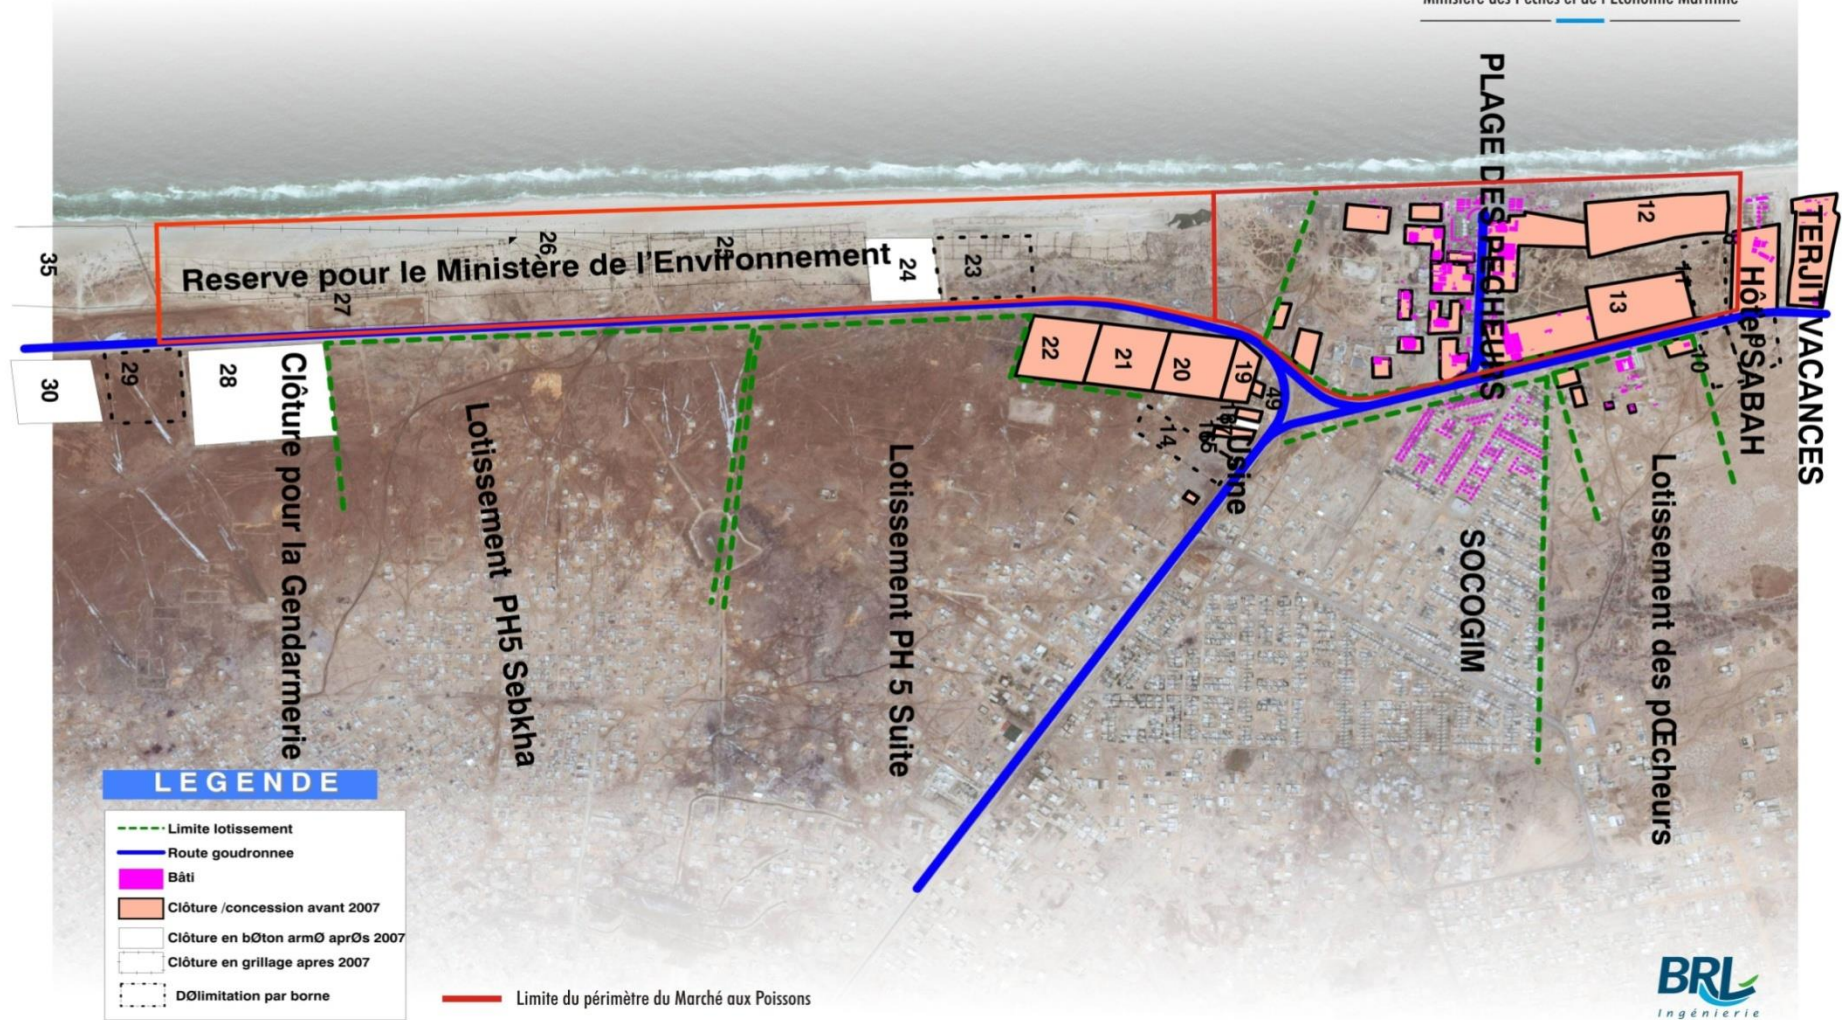 Ministère des Pêches et de l'Economie Maritime
PLAGE DES PECHEURS
TERJIT VACANCES
Hôtel SABAH
12
13
11
10
9
8
Reserve pour le Ministère de l'Environnement
35
27
26
25
24
23
22
21
20
19
49
14
Usine
30
29
28
Clôture pour la Gendarmerie
Lotissement PH5 Sebkha
Lotissement PH 5 Suite
SOCOGIM
Lotissement des pŒcheurs
LEGENDE
Limite lotissement
Route goudronnee
Bâti
Clôture /concession avant 2007
Clôture en bØton armØ aprØs 2007
Clôture en grillage apres 2007
DØlimitation par borne
Limite du périmètre du Marché aux Poissons
BRL
Ingénierie